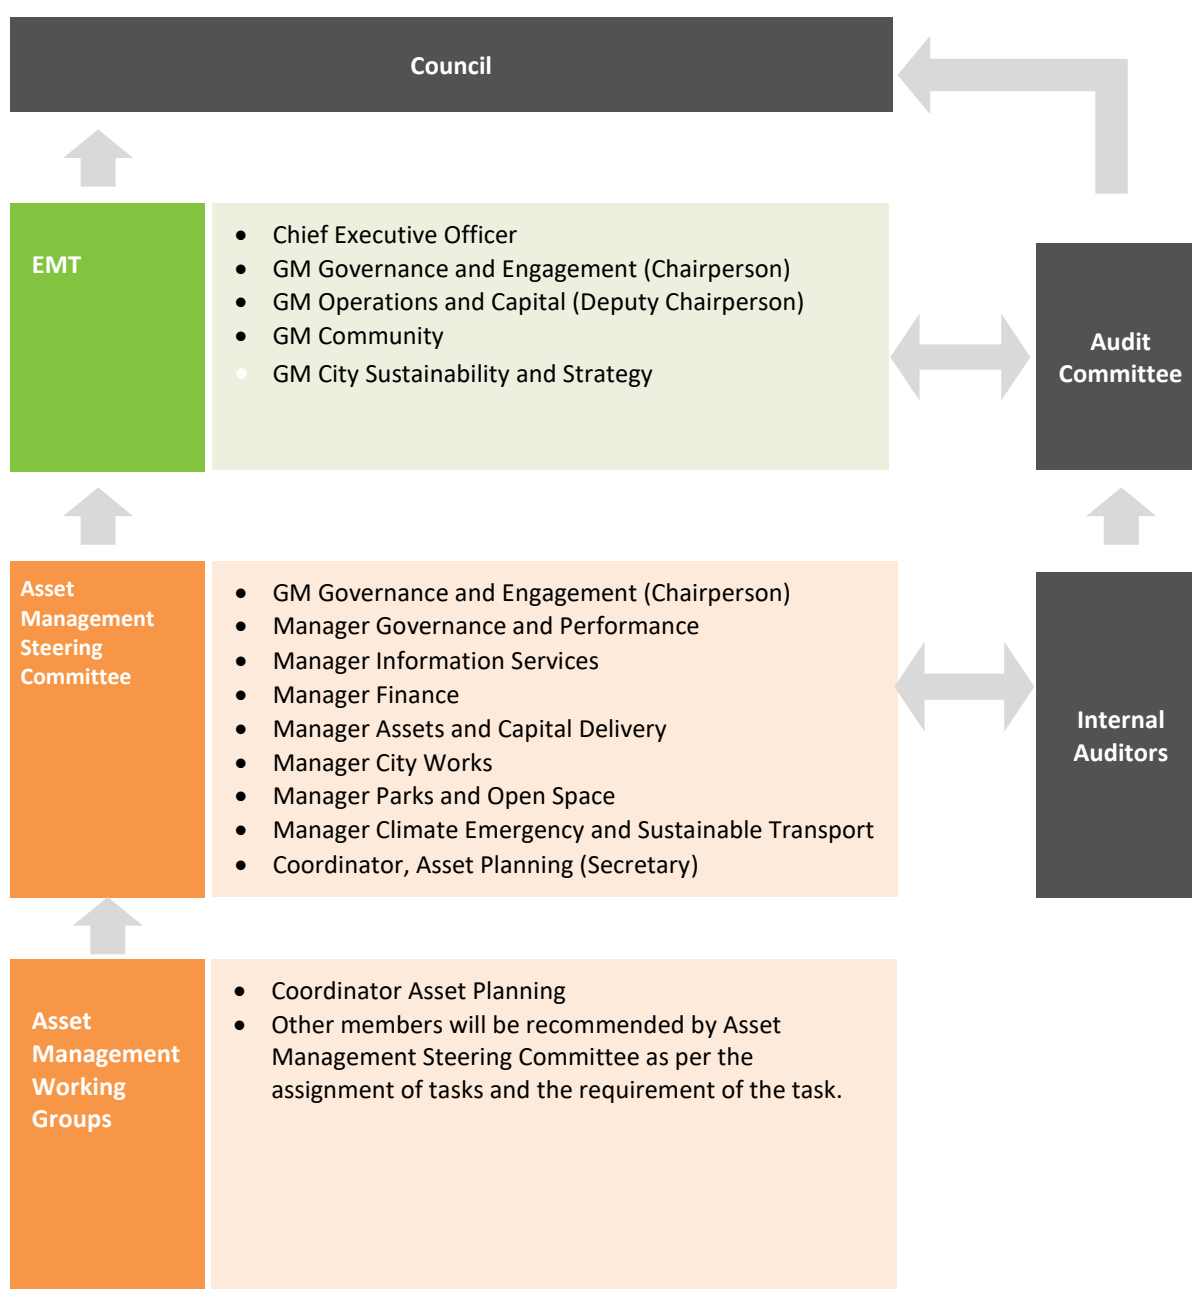 Council
EMT
• Chief Executive Officer
• GM Governance and Engagement (Chairperson)
• GM Operations and Capital (Deputy Chairperson)
• GM Community
• GM City Sustainability and Strategy
Audit
Committee
Asset
Management
Steering
Committee
• GM Governance and Engagement (Chairperson)
• Manager Governance and Performance
• Manager Information Services
• Manager Finance
• Manager Assets and Capital Delivery
• Manager City Works
• Manager Parks and Open Space
• Manager Climate Emergency and Sustainable Transport
• Coordinator, Asset Planning (Secretary)
Internal
Auditors
Asset
Management
Working
Groups
• Coordinator Asset Planning
• Other members will be recommended by Asset
Management Steering Committee as per the
assignment of tasks and the requirement of the task.